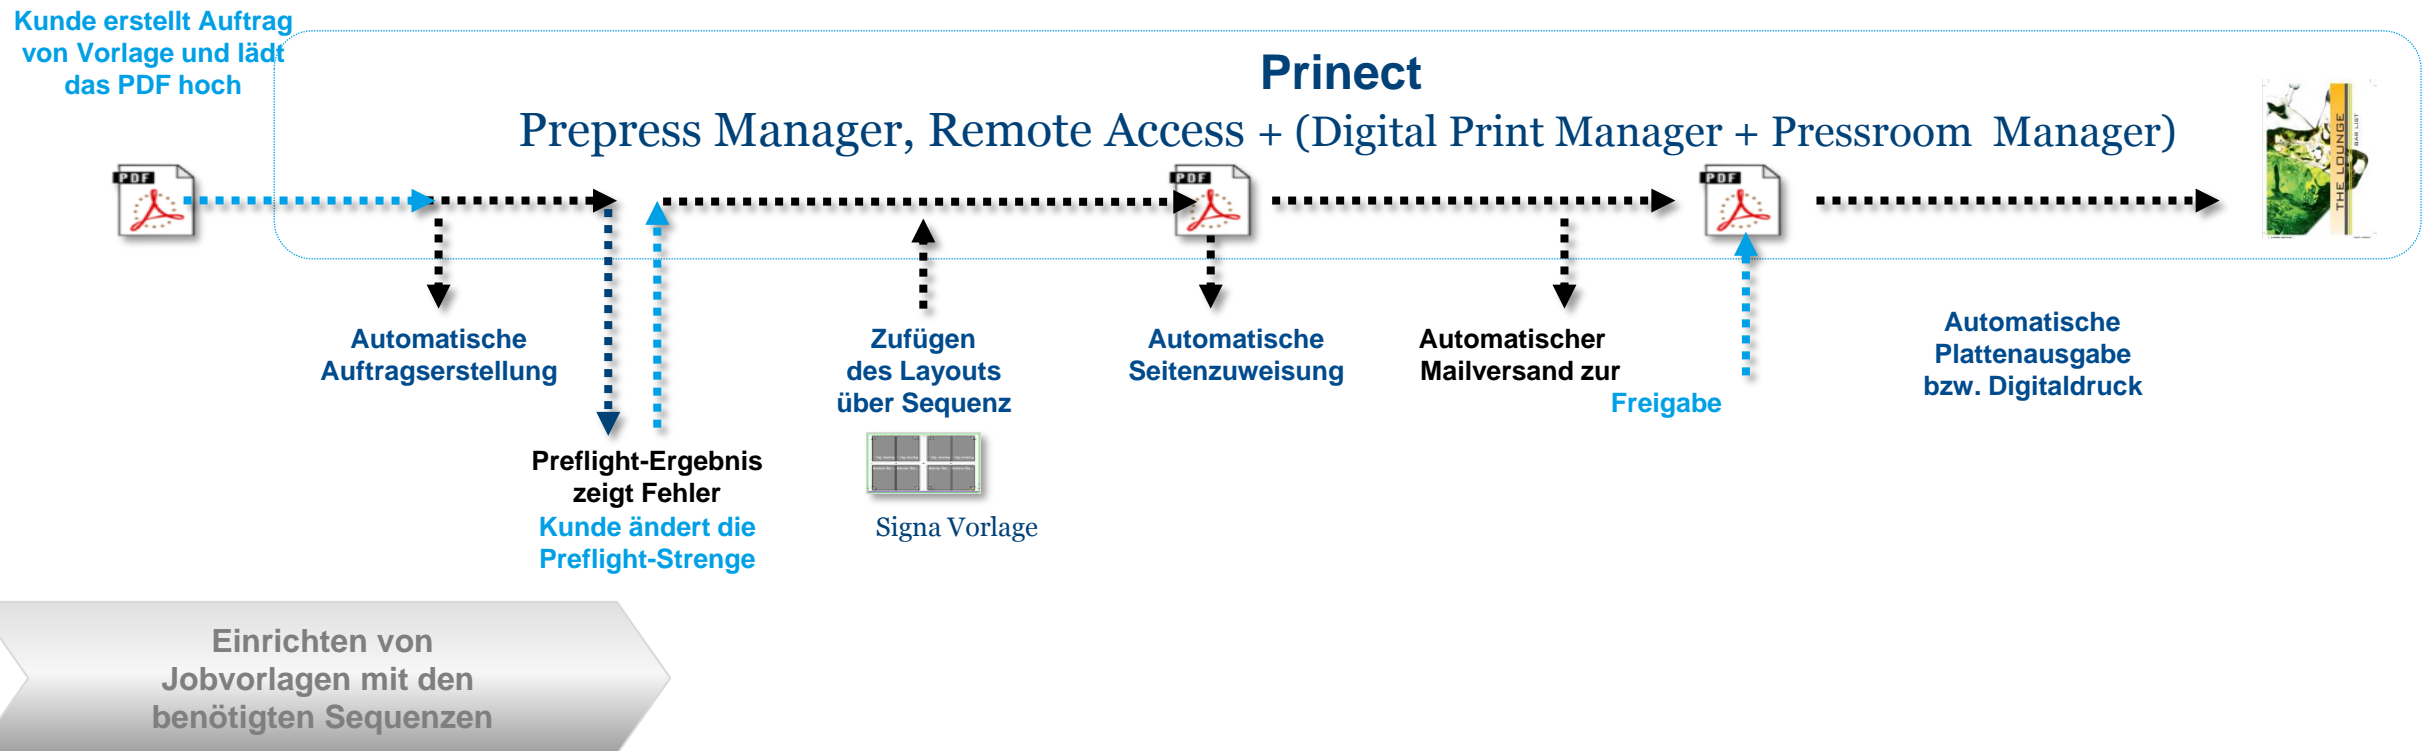 Kunde erstellt Auftrag
von Vorlage und lädt
das PDF hoch
Prinect
Prepress Manager, Remote Access + (Digital Print Manager + Pressroom Manager)
PDF
PDF
PDF
THE LOUNGE
BAR LIST
Automatische
Auftragserstellung
Preflight-Ergebnis
zeigt Fehler
Kunde ändert die
Preflight-Strenge
Zufügen
des Layouts
über Sequenz
Signa Vorlage
Automatische
Seitenzuweisung
Automatischer
Mailversand zur
Freigabe
Automatische
Plattenausgabe
bzw. Digitaldruck
Einrichten von
Jobvorlagen mit den
benötigten Sequenzen